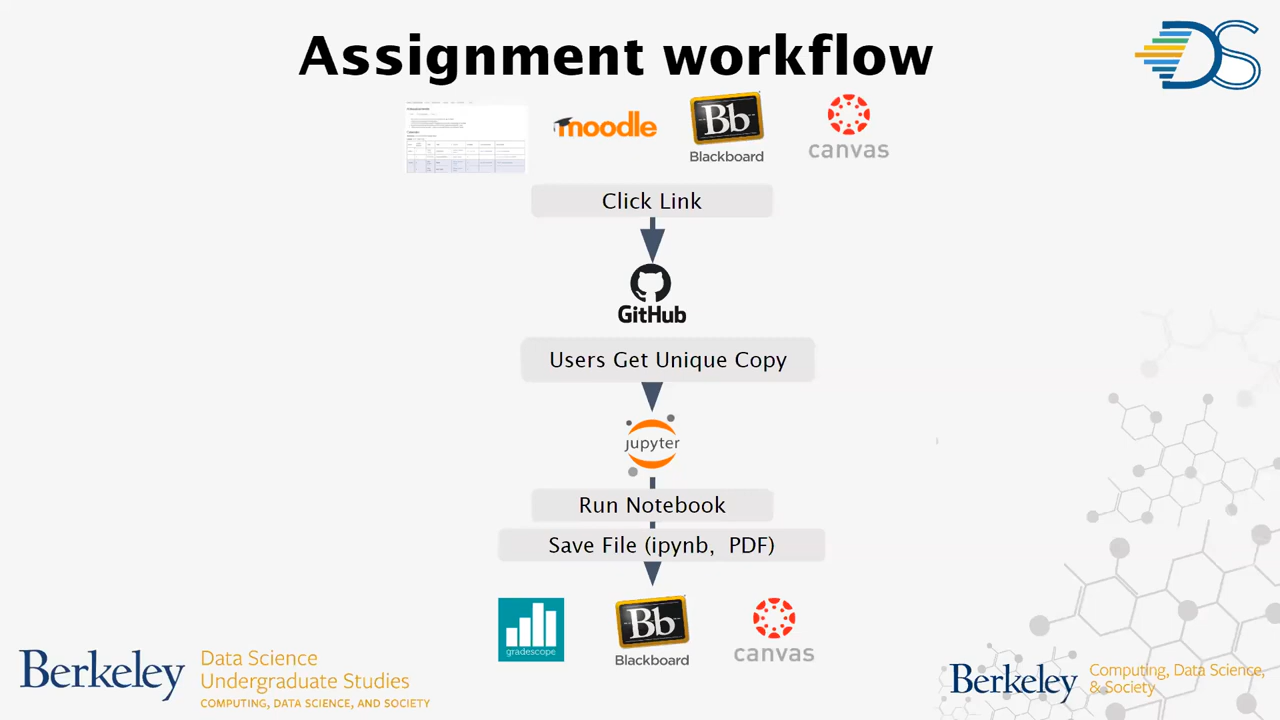 Assignment workflow
DS
moodle
Bb
Blackboard
canvas
Click Link
GitHub
Users Get Unique Copy
jupyter
Run Notebook
Save File (ipynb, PDF)
gradescope
Bb
Blackboard
canvas
Berkeley
Data Science
Undergraduate Studies
COMPUTING, DATA SCIENCE, AND SOCIETY
Berkeley
Computing, Data Science,
& Society